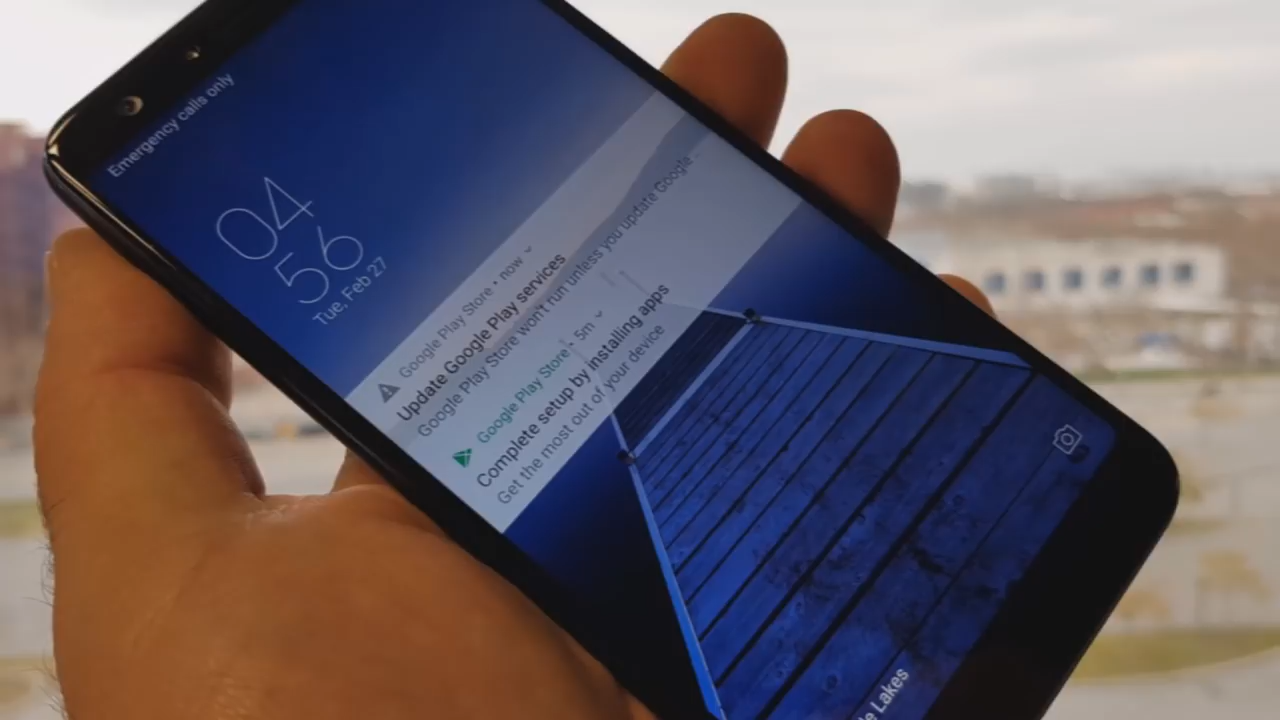 Emergency calls only
04
56
Tue, Feb 27
Google Play Store • now
Update Google Play services
Google Play Store won't run unless you update Google...
Google Play Store • 5m
Complete setup by installing apps
Get the most out of your device
Lakes